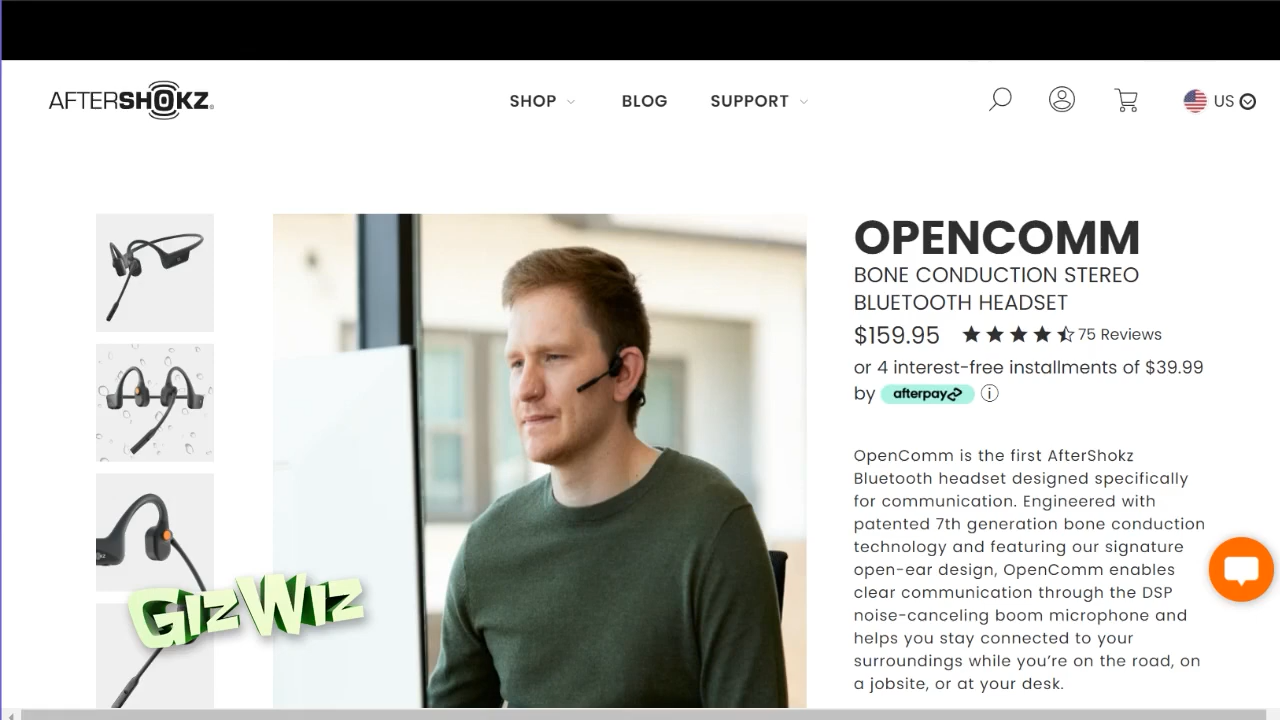 AFTERSHOKZ
SHOP
BLOG
SUPPORT
US
OPENCOMM
BONE CONDUCTION STEREO
BLUETOOTH HEADSET
$159.95
75 Reviews
or 4 interest-free installments of $39.99
by afterpay
OpenComm is the first AfterShokz
Bluetooth headset designed specifically
for communication. Engineered with
patented 7th generation bone conduction
technology and featuring our signature
open-ear design, OpenComm enables
clear communication through the DSP
noise-canceling boom microphone and
helps you stay connected to your
surroundings while you’re on the road, on
a jobsite, or at your desk.
GIZWIZ